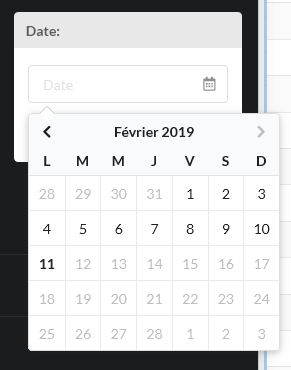 Date:
Date
Février 2019
L M M J V S D
28 29 30 31 1 2 3
4 5 6 7 8 9 10
11 12 13 14 15 16 17
18 19 20 21 22 23 24
25 26 27 28 1 2 3